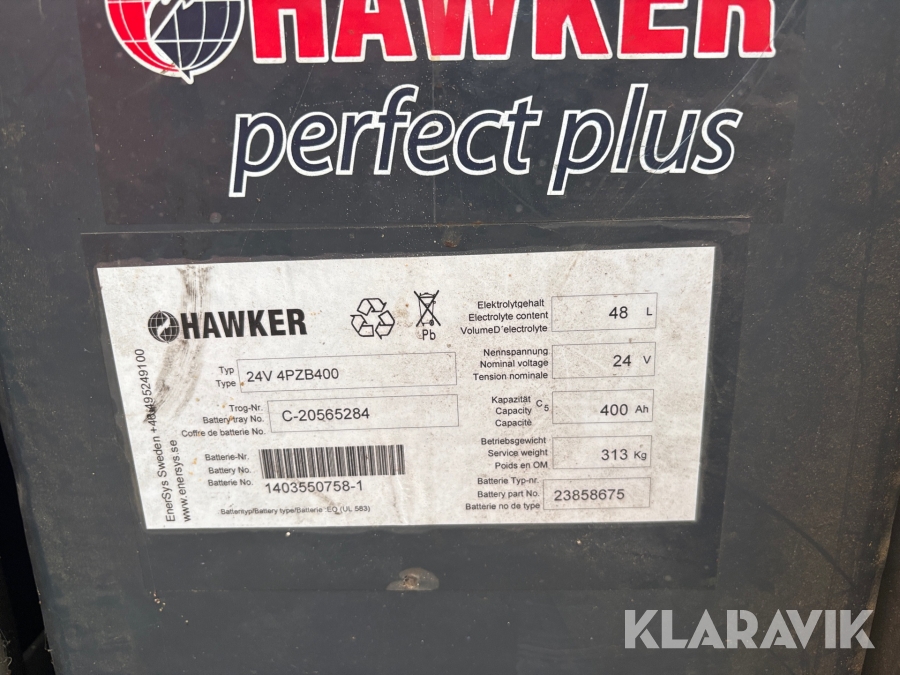 HAWKER
perfect plus
HAWKER
Pb
Typ
Type
24V 4PZB400
Trog-Nr.
Battery tray No.
Coffre de batterie No.
C-20565284
Batterie-Nr.
Battery No.
Batterie No.
1403550758-1
Batterietyp/Battery type/Batterie :EO (UL 583)
Elektrolytgehalt
Electrolyte content
VolumeD'electrolyte
48 L
Nennspannung
Nominal voltage
Tension nominale
24 V
Kapazität
Capacity C5
Capacité
400 Ah
Betriebsgewicht
Service weight
Poids en OM
313 Kg
Batterie Typ-nr.
Battery part No.
Batterie no de type
23858675
EnerSys Sweden +46495249100
www.enersys.se
KLARAVIK